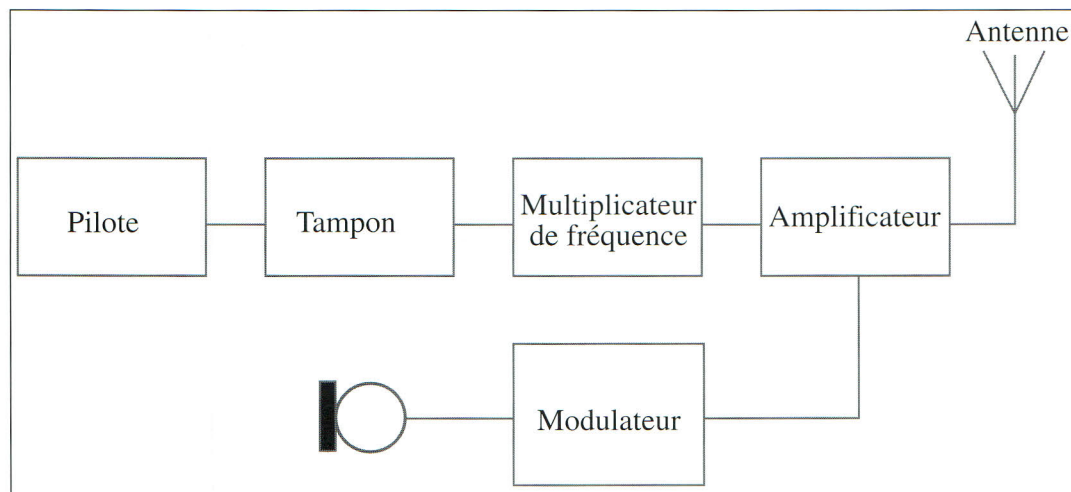 Antenne
Pilote
Tampon
Multiplicateur
de fréquence
Amplificateur
Modulateur